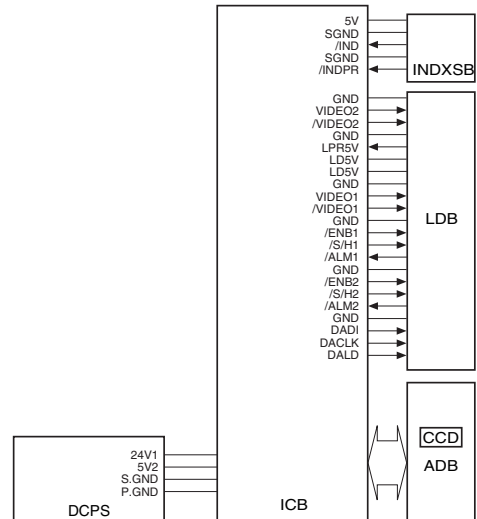 5V
SGND
/IND
SGND
/INDPR
INDXSB
GND
VIDEO2
/VIDEO2
GND
LPR5V
LD5V
LD5V
GND
VIDEO1
/VIDEO1
GND
/ENB1
/S/H1
/ALM1
GND
/ENB2
/S/H2
/ALM2
GND
DADI
DACLK
DALD
LDB
CCD
ADB
24V1
5V2
S.GND
P.GND
DCPS
ICB